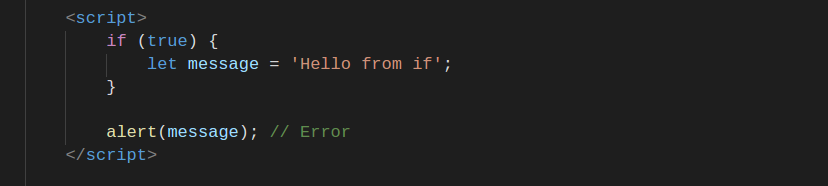 <script>
if (true) {
let message = 'Hello from if';
}
alert(message); // Error
</script>